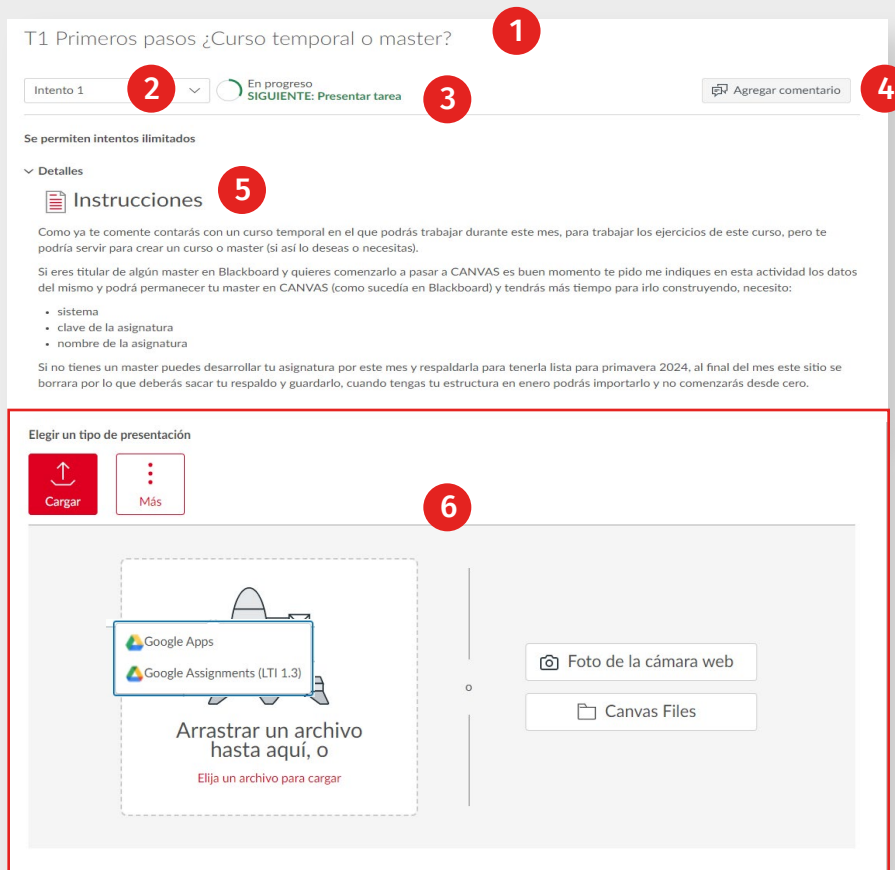 T1 Primeros pasos ¿Curso temporal o master?
1
Intento 1
2
En progreso
SIGUIENTE: Presentar tarea
3
Agregar comentario
4
Se permiten intentos ilimitados
Detalles
Instrucciones
5
Como ya te comente contarás con un curso temporal en el que podrás trabajar durante este mes, para trabajar los ejercicios de este curso, pero te
podría servir para crear un curso o master (si así lo deseas o necesitas).
Si eres titular de algún master en Blackboard y quieres comenzarlo a pasar a CANVAS es buen momento te pido me indiques en esta actividad los datos
del mismo y podrá permanecer tu master en CANVAS (como sucedía en Blackboard) y tendrás más tiempo para irlo construyendo, necesito:
• sistema
• clave de la asignatura
• nombre de la asignatura
Si no tienes un master puedes desarrollar tu asignatura por este mes y respaldarla para tenerla lista para primavera 2024, al final del mes este sitio se
borrara por lo que deberás sacar tu respaldo y guardarlo, cuando tengas tu estructura en enero podrás importarlo y no comenzarás desde cero.
Elegir un tipo de presentación
Cargar
Más
6
Google Apps
Google Assignments (LTI 1.3)
Arrastrar un archivo
hasta aquí, o
Elija un archivo para cargar
o
Foto de la cámara web
Canvas Files